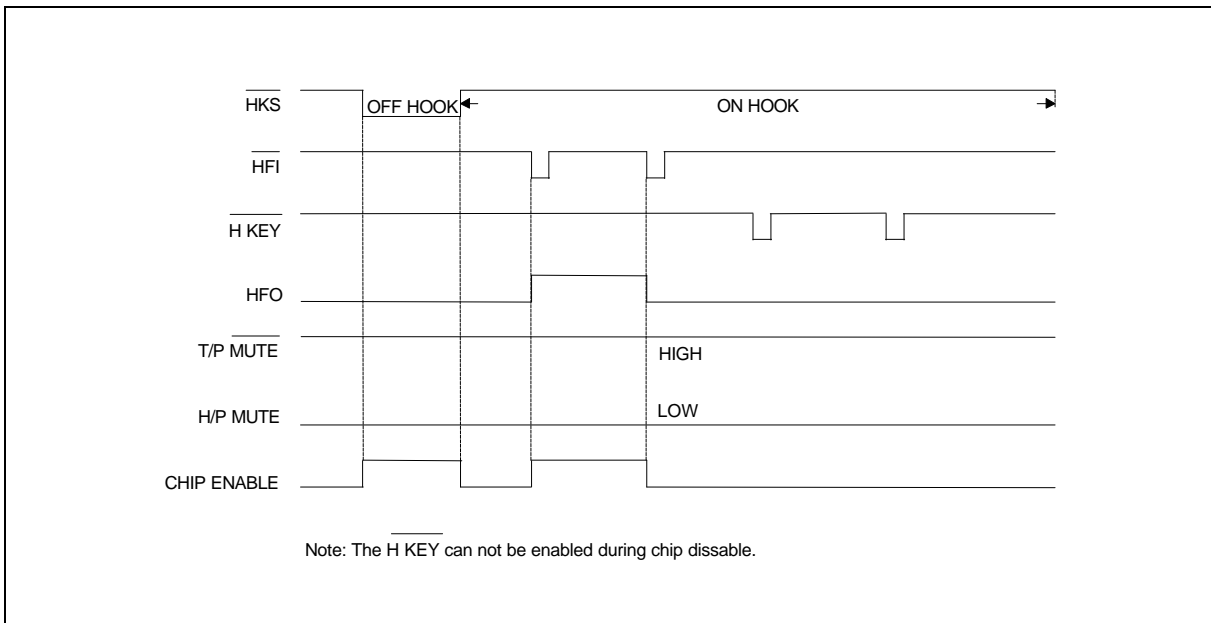 HKS
OFF HOOK
ON HOOK
HFI
H KEY
HFO
T/P MUTE
HIGH
H/P MUTE
LOW
CHIP ENABLE
Note: The H KEY can not be enabled during chip dissable.